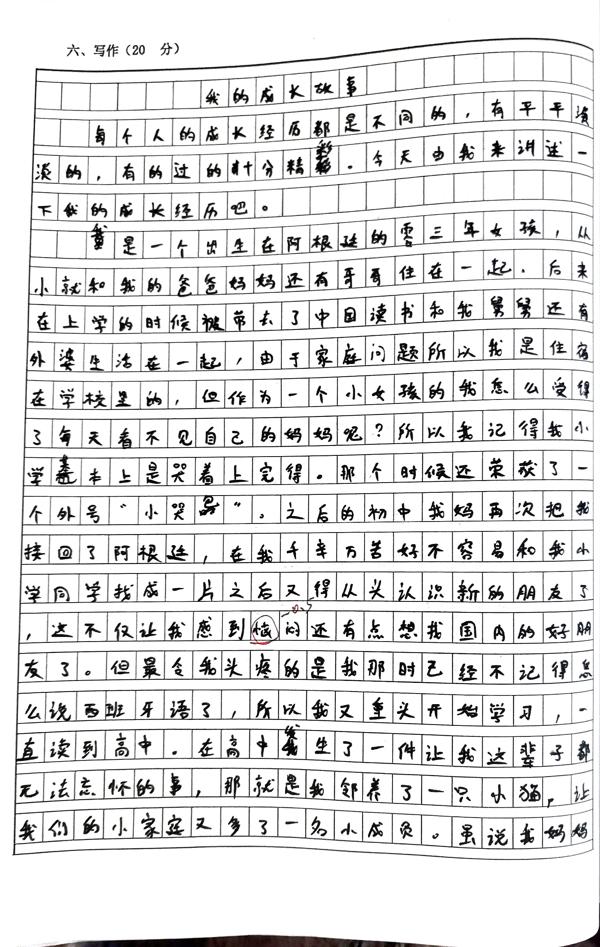 六、写作（20 分）
我的成长故事
每个人的成长经历都是不同的，有平平淡
淡的，有的过的十分精彩。今天由我来讲述一
下我的成长经历吧。
我是一个出生在阿根廷的零三年女孩，从
小就和我的爸爸妈妈还有哥哥住在一起。后来
在上学的时候被带去了中国读书和我舅舅还有
外婆生活在一起，由于家庭问题所以我是住宿
在学校里的，但作为一个小女孩的我怎么受得
了每天看不见自己的妈妈呢？所以我记得我小
学基本上是哭着上完得。那个时候还荣获了一
个外号“小哭包”。之后的初中我妈再次把我
接回了阿根廷，在我千辛万苦好不容易和我小
学同学找成一片之后又得从头认识新的朋友了
，这不仅让我感到恼闷还有点想我国内的好朋
友了。但最令我头疼的是我那时已经不记得怎
么说西班牙语了，所以我又重头开始学习，一
直读到高中。在高中发生了一件让我这辈子都
无法忘怀的事，那就是我领养了一只小猫，让
我们的小家庭又多了一名小成员。虽说我妈妈